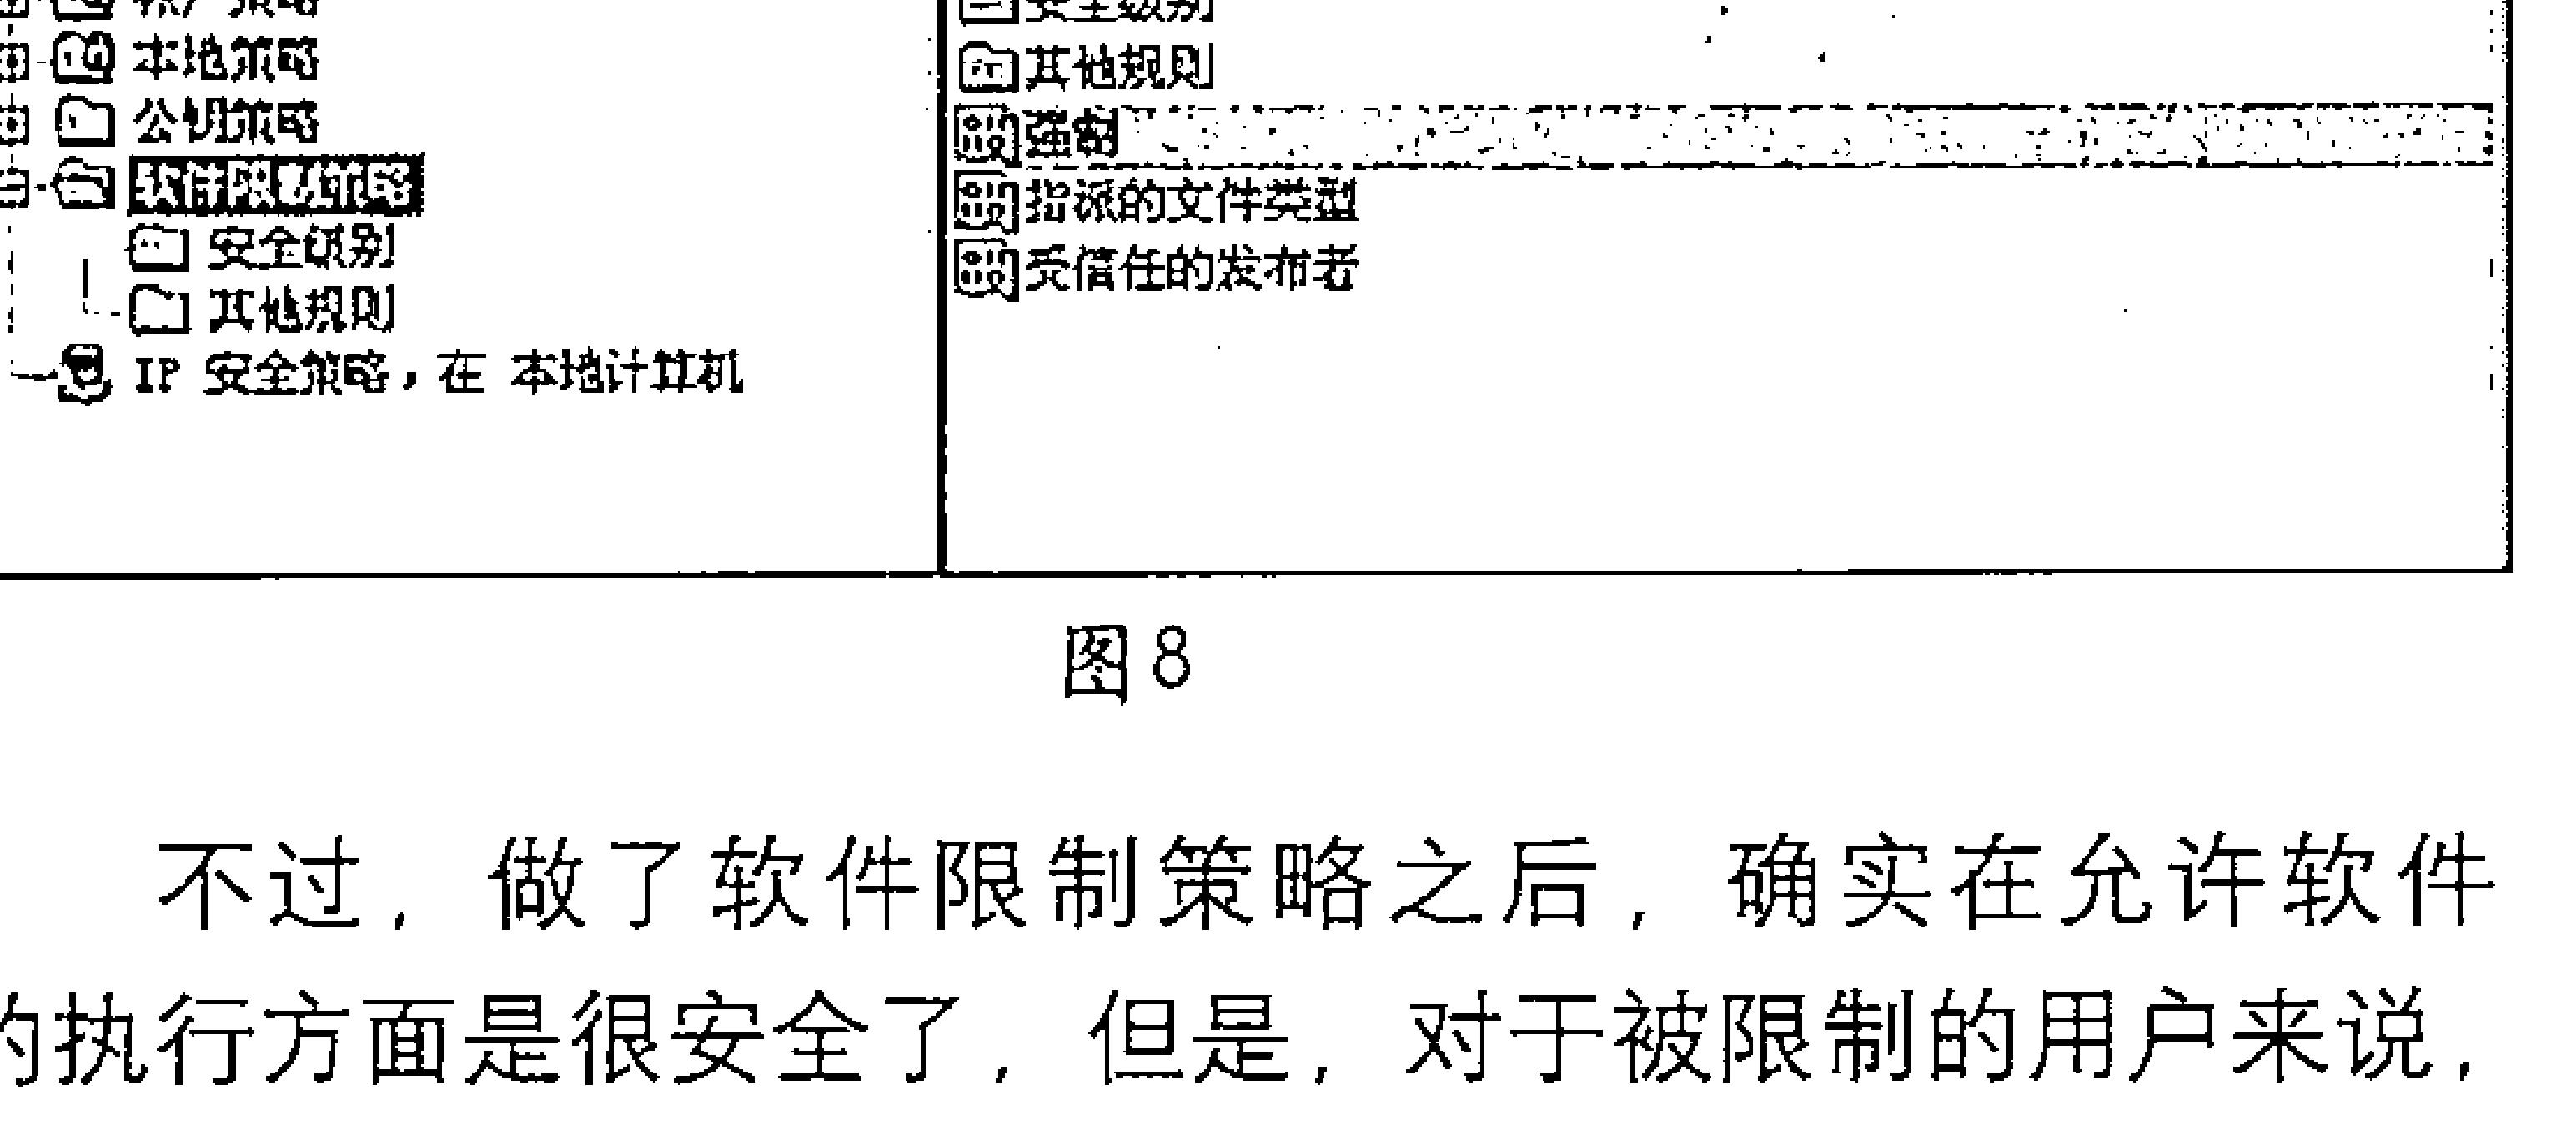 本地策略
公钥策略
软件限制策略
安全级别
其他规则
IP 安全策略，在 本地计算机
安全级别
其他规则
强制
指派的文件类型
受信任的发布者
图8
不过，做了软件限制策略之后，确实在允许软件
的执行方面是很安全了，但是，对于被限制的用户来说，